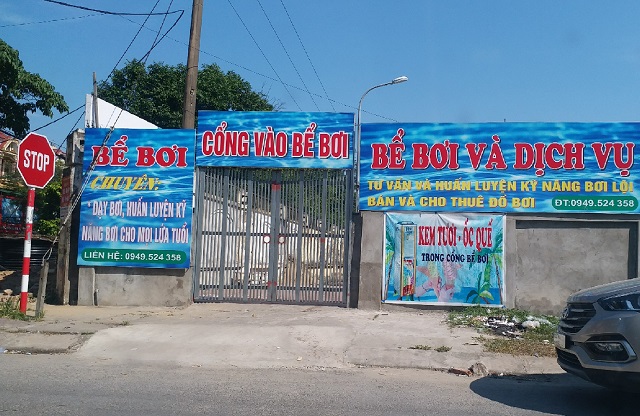 STOP
BỂ BƠI
CHUYÊN:
* DẠY BƠI, HUẤN LUYỆN KỸ
NĂNG BƠI CHO MỌI LỨA TUỔI
LIÊN HỆ: 0949.524.358
CỔNG VÀO BỂ BƠI
BỂ BƠI VÀ DỊCH VỤ
TƯ VẤN VÀ HUẤN LUYỆN KỸ NĂNG BƠI LỘI
BÁN VÀ CHO THUÊ ĐỒ BƠI
ĐT:0949.524 358
KEM TƯƠI - ỐC QUẾ
TRONG CỔNG BỂ BƠI